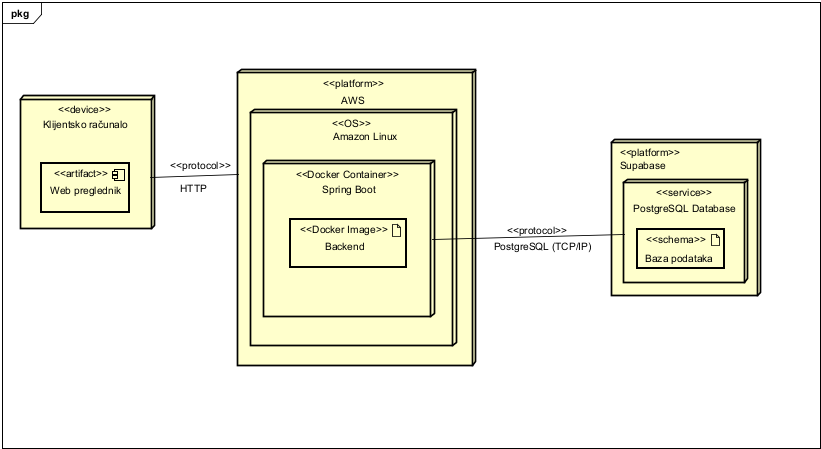 pkg
<<device>>
Klijentsko računalo
<<artifact>>
Web preglednik
<<protocol>>
HTTP
<<platform>>
AWS
<<OS>>
Amazon Linux
<<Docker Container>>
Spring Boot
<<Docker Image>>
Backend
<<protocol>>
PostgreSQL (TCP/IP)
<<platform>>
Supabase
<<service>>
PostgreSQL Database
<<schema>>
Baza podataka